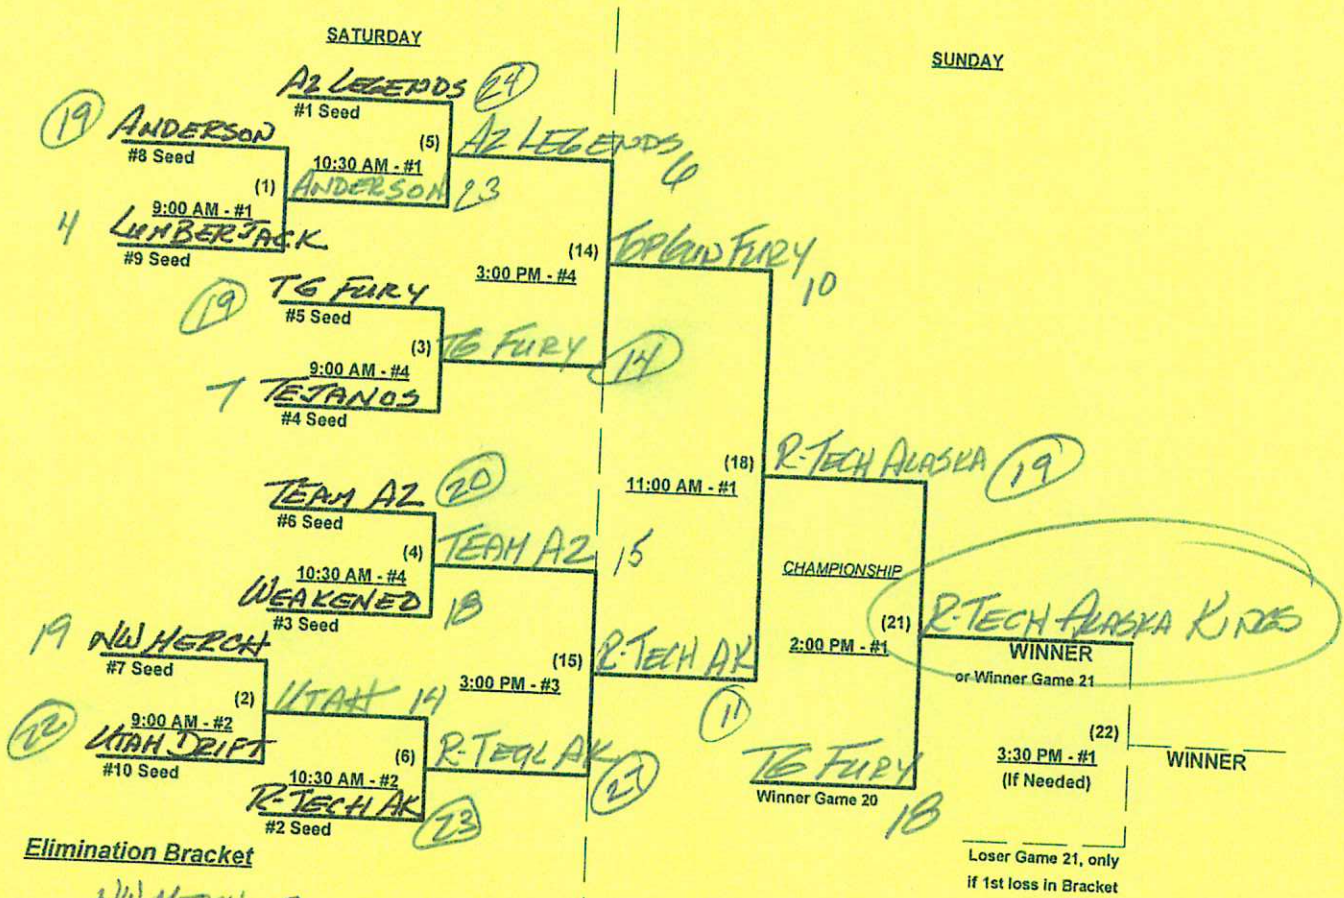 SATURDAY
SUNDAY
AZ LEGENDS 24
#1 Seed
19 ANDERSON
#8 Seed
(5)
10:30 AM - #1
AZ LEGENDS 6
(1)
9:00 AM - #1
ANDERSON 23
4 LUMBERJACK
#9 Seed
(14)
3:00 PM - #4
TOPGUN FURY 10
19 TG FURY
#5 Seed
(3)
9:00 AM - #4
TG FURY 14
7 TEJANOS
#4 Seed
(18)
11:00 AM - #1
R-TECH ALASKA 19
TEAM AZ 20
#6 Seed
(4)
10:30 AM - #4
TEAM AZ 15
WEAKENED 18
#3 Seed
CHAMPIONSHIP
(21)
2:00 PM - #1
R-TECH ALASKA KINGS
WINNER
or Winner Game 21
19 NW MERCH
#7 Seed
(15)
3:00 PM - #3
R-TECH AK 11
(2)
9:00 AM - #2
UTAH 14
22 UTAH DRIFT
#10 Seed
(6)
10:30 AM - #2
R-TECH AK
R-TECH AK 23
#2 Seed
TG FURY 18
Winner Game 20
(22)
3:30 PM - #1
(If Needed)
WINNER
Loser Game 21, only
if 1st loss in Bracket
Elimination Bracket